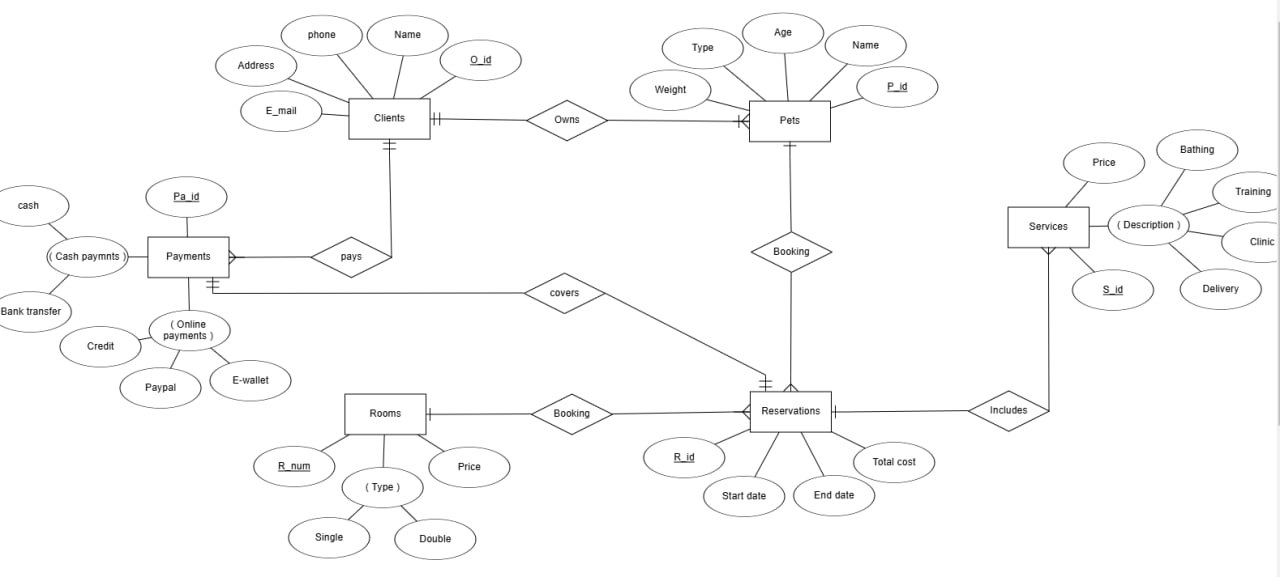 phone
Name
Address
O_id
E_mail
Clients
Owns
Type
Age
Name
Weight
P_id
Pets
Bathing
Price
Training
Services
( Description )
Clinic
S_id
Delivery
cash
Pa_id
( Cash paymnts )
Payments
pays
Booking
Bank transfer
( Online
payments )
Credit
Paypal
E-wallet
covers
Rooms
Booking
Reservations
Includes
R_num
( Type )
Price
Single
Double
R_id
Start date
End date
Total cost